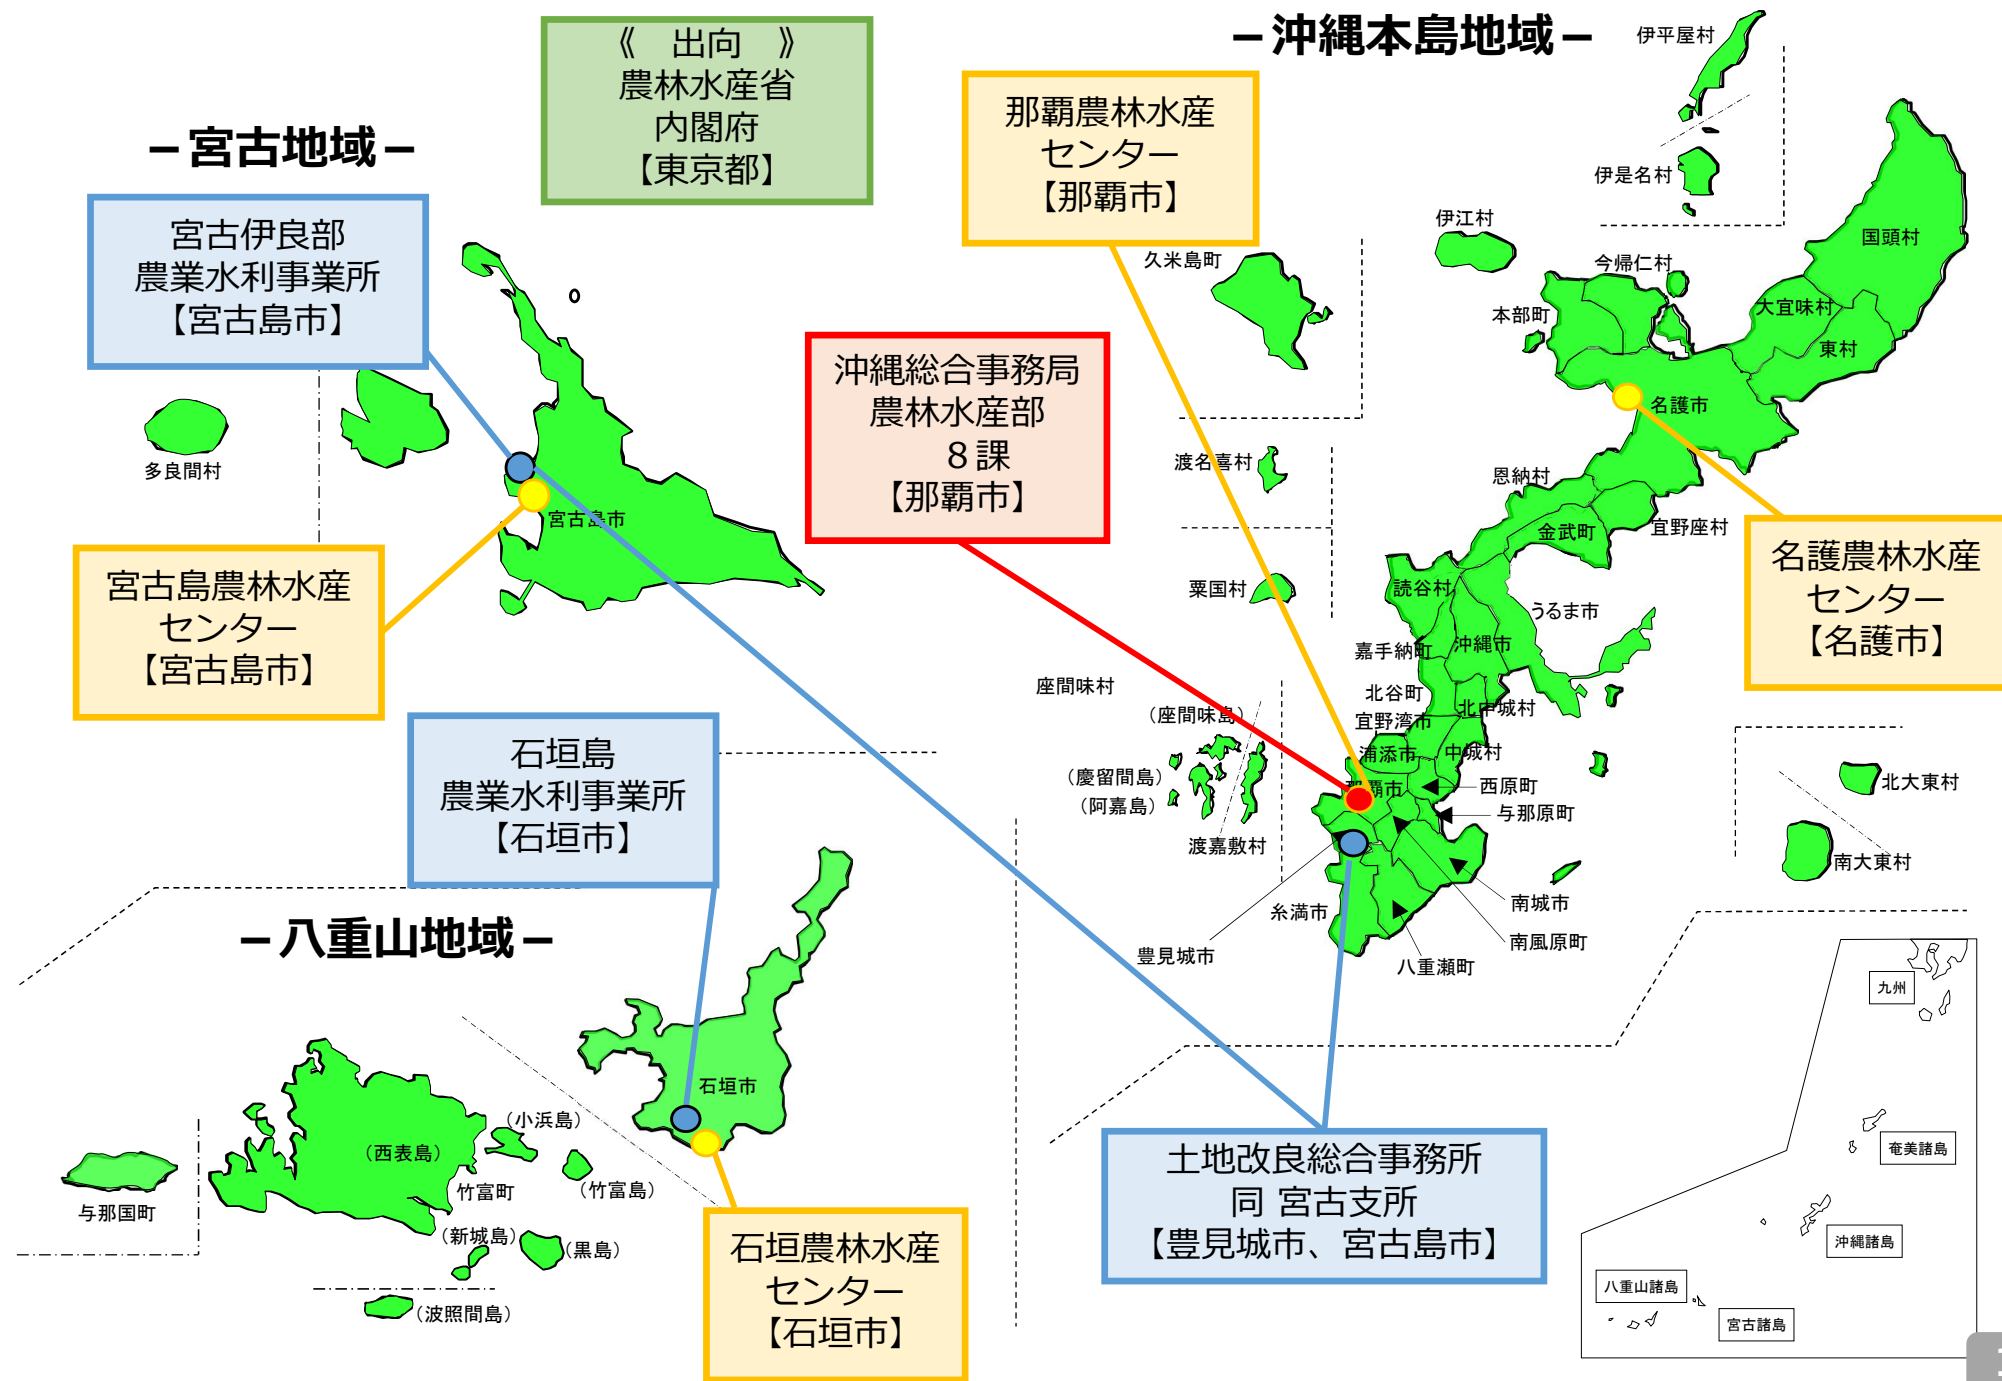 －沖縄本島地域－
《　出向　》
農林水産省
内閣府
【東京都】
－宮古地域－
宮古伊良部
農業水利事業所
【宮古島市】
那覇農林水産
センター
【那覇市】
沖縄総合事務局
農林水産部
８課
【那覇市】
宮古島農林水産
センター
【宮古島市】
名護農林水産
センター
【名護市】
石垣島
農業水利事業所
【石垣市】
－八重山地域－
石垣農林水産
センター
【石垣市】
土地改良総合事務所
同 宮古支所
【豊見城市、宮古島市】
多良間村
宮古島市
伊平屋村
伊是名村
伊江村
久米島町
国頭村
今帰仁村
大宜味村
本部町
東村
名護市
渡名喜村
恩納村
宜野座村
金武町
粟国村
読谷村
うるま市
嘉手納町
沖縄市
座間味村
北谷町
(座間味島)
北中城村
宜野湾市
浦添市
中城村
(慶留間島)
(阿嘉島)
那覇市
西原町
与那原町
渡嘉敷村
北大東村
南大東村
糸満市
南城市
南風原町
豊見城市
八重瀬町
石垣市
(小浜島)
(西表島)
竹富町
(竹富島)
与那国町
(新城島)
(黒島)
(波照間島)
九州
奄美諸島
沖縄諸島
八重山諸島
宮古諸島